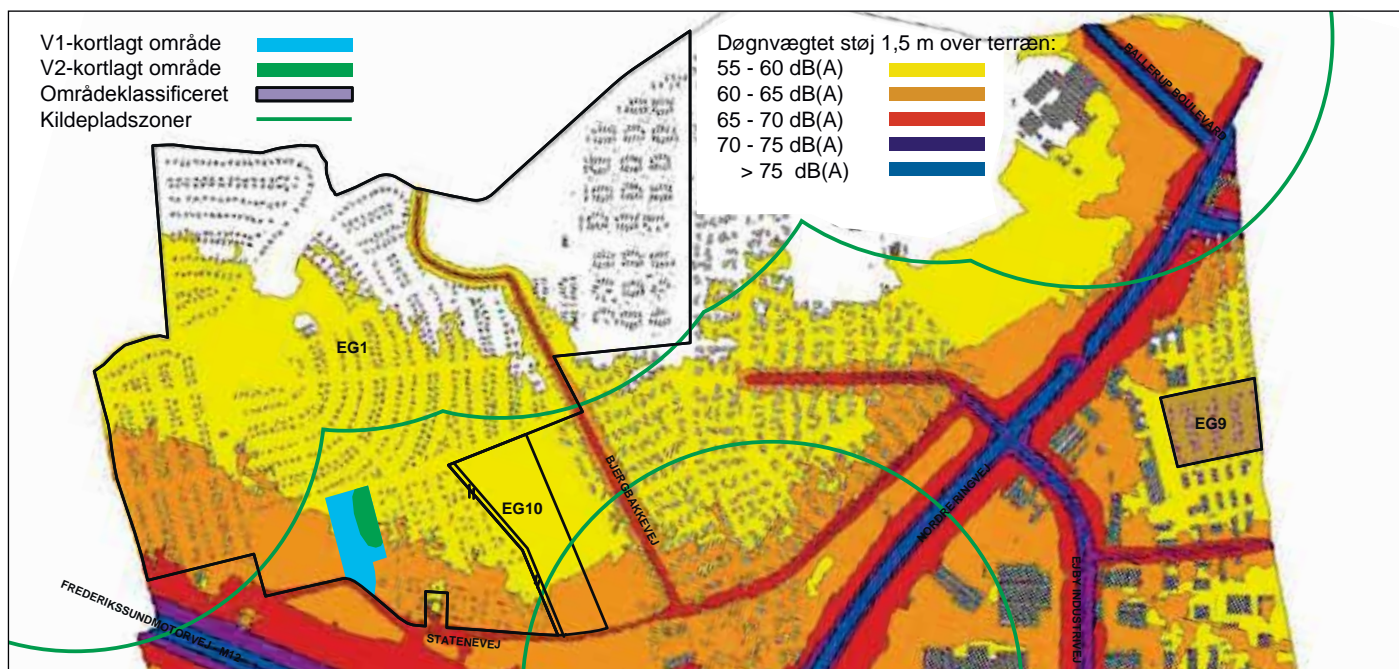 V1-kortlagt område
V2-kortlagt område
Områdeklassificeret
Kildepladszoner
Døgnvægtet støj 1,5 m over terræn:
55 - 60 dB(A)
60 - 65 dB(A)
65 - 70 dB(A)
70 - 75 dB(A)
> 75 dB(A)
BALLERUP BOULEVARD
EG1
EG9
BJERGBAKKEVEJ
EG10
NORDRE RINGVEJ
EJBY INDUSTRIVEJ
FREDERIKSSUNDMOTORVEJ M12
STATENEVEJ